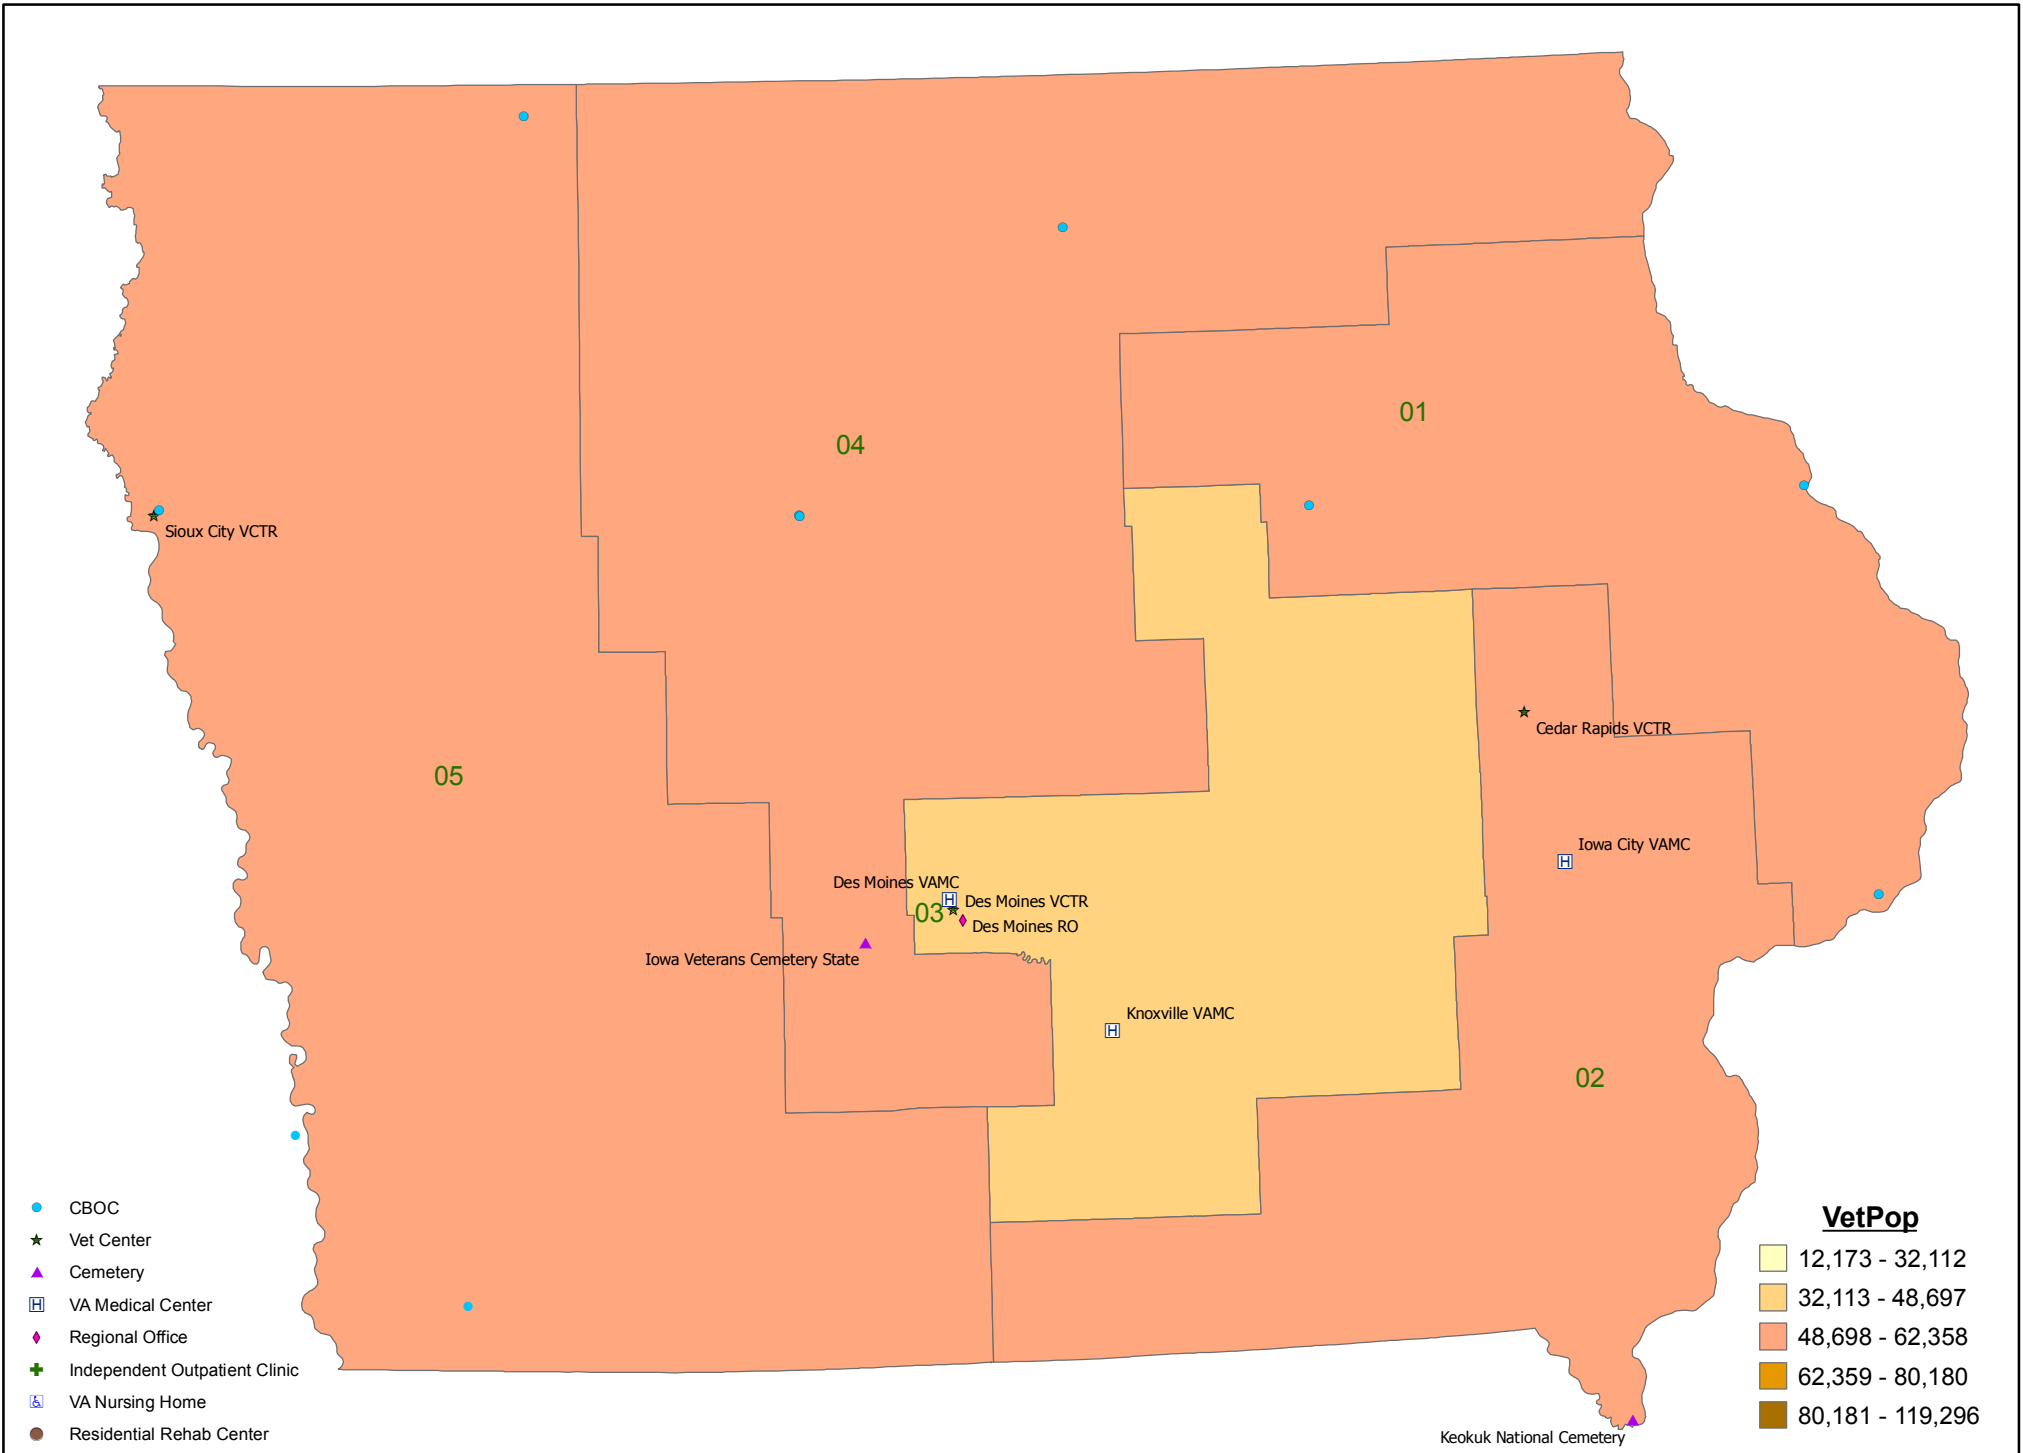 04
01
Sioux City VCTR
Cedar Rapids VCTR
05
Iowa City VAMC
Des Moines VAMC
Des Moines VCTR
03
Des Moines RO
Iowa Veterans Cemetery State
Knoxville VAMC
02
CBOC
Vet Center
Cemetery
H VA Medical Center
Regional Office
Independent Outpatient Clinic
VA Nursing Home
Residential Rehab Center
VetPop
12,173 - 32,112
32,113 - 48,697
48,698 - 62,358
62,359 - 80,180
80,181 - 119,296
Keokuk National Cemetery